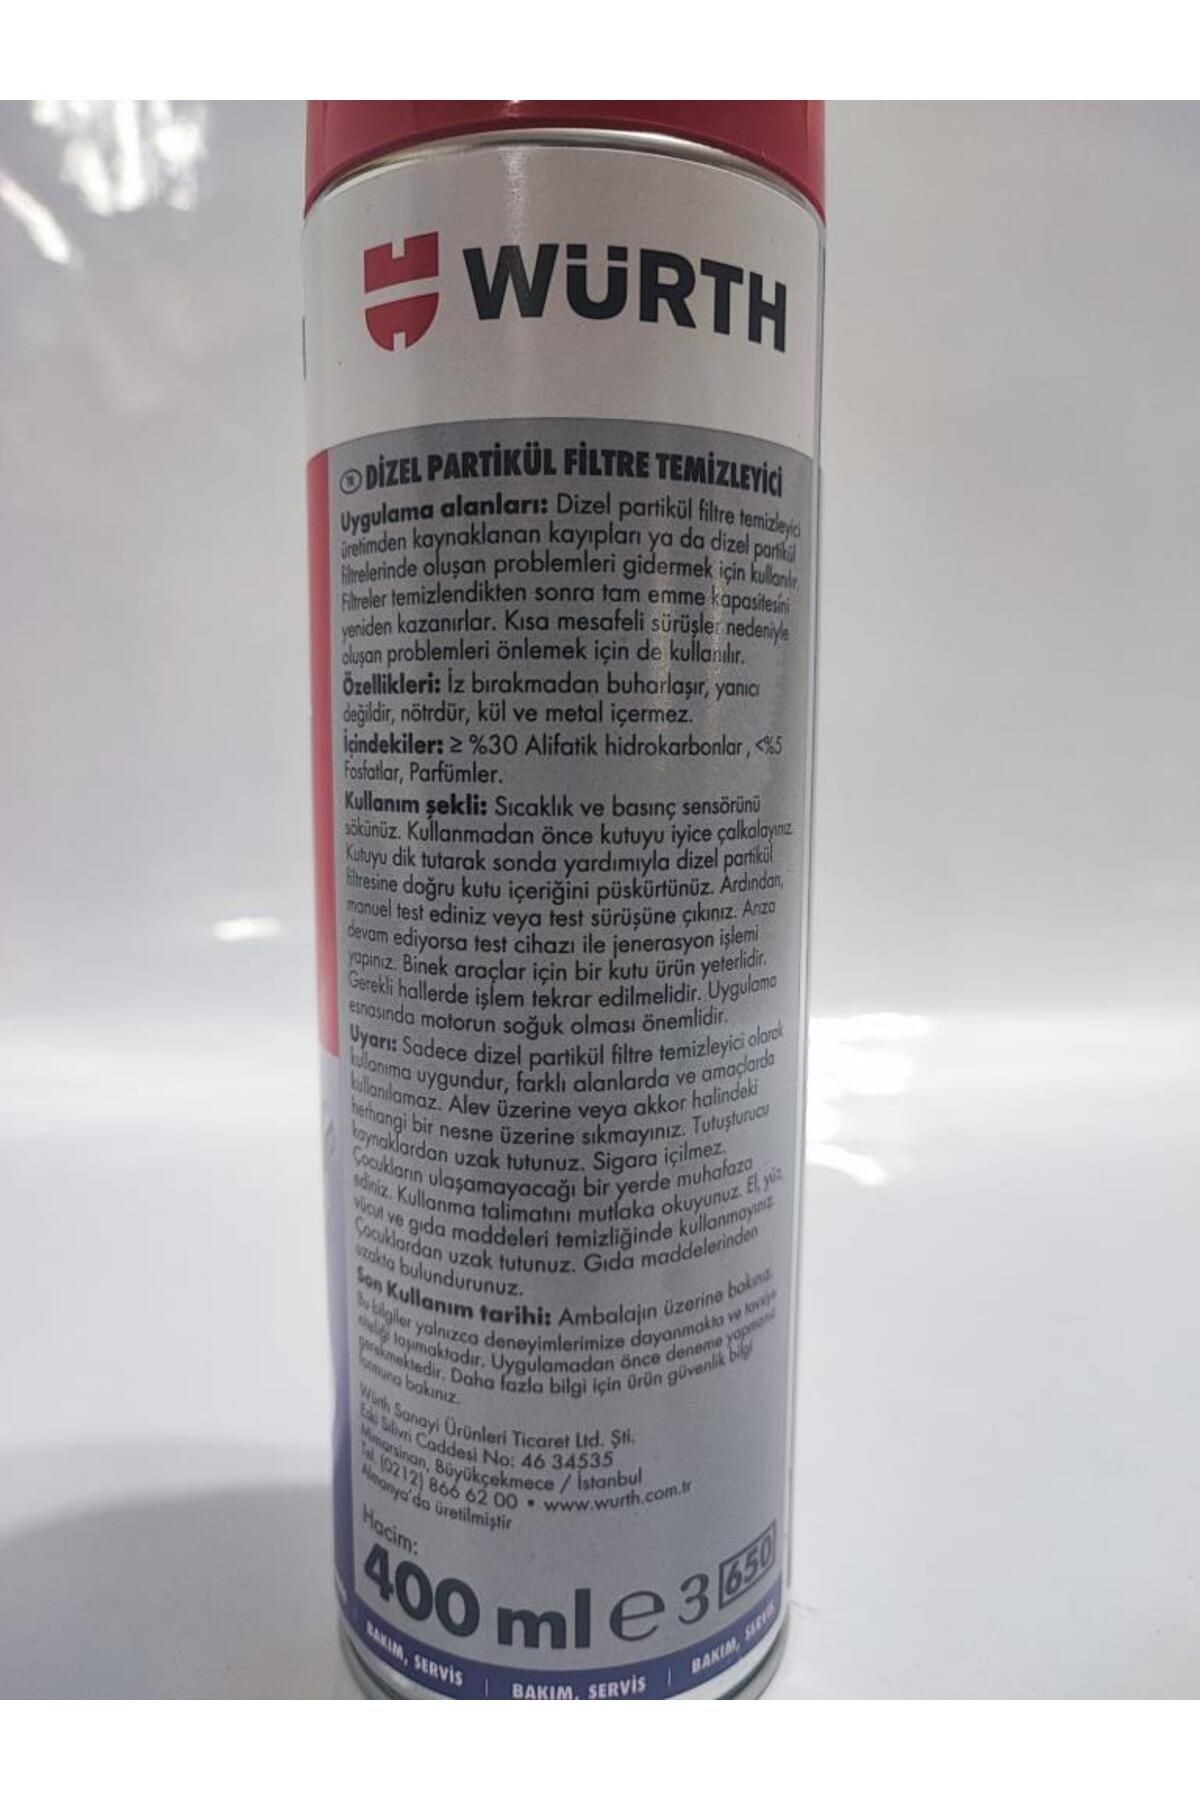 WÜRTH
TR DİZEL PARTİKÜL FİLTRE TEMİZLEYİCİ
Uygulama alanları: Dizel partikül filtre temizleyici
üretimden kaynaklanan kayıpları ya da dizel partikül
filtrelerinde oluşan problemleri gidermek için kullanılır.
Filtreler temizlendikten sonra tam emme kapasitesini
yeniden kazanırlar. Kısa mesafeli sürüşler nedeniyle
oluşan problemleri önlemek için de kullanılır.
Özellikleri: İz bırakmadan buharlaşır, yanıcı
değildir, nötrdür, kül ve metal içermez.
İçindekiler: ≥ %30 Alifatik hidrokarbonlar, <%5
Fosfatlar, Parfümler.
Kullanım şekli: Sıcaklık ve basınç sensörünü
sökünüz. Kullanmadan önce kutuyu iyice çalkalayınız.
Kutuyu dik tutarak sonda yardımıyla dizel partikül
filtresine doğru kutu içeriğini püskürtünüz. Ardından,
manuel test ediniz veya test sürüşüne çıkınız. Arıza
devam ediyorsa test cihazı ile jenerasyon işlemi
yapınız. Binek araçlar için bir kutu ürün yeterlidir.
Gerekli hallerde işlem tekrar edilmelidir. Uygulama
esnasında motorun soğuk olması önemlidir.
Uyarı: Sadece dizel partikül filtre temizleyici olarak
kullanıma uygundur, farklı alanlarda ve amaçlarda
kullanılamaz. Alev üzerine veya akkor halindeki
herhangi bir nesne üzerine sıkmayınız. Tutuşturucu
kaynaklardan uzak tutunuz. Sigara içilmez.
Çocukların ulaşamayacağı bir yerde muhafaza
ediniz. Kullanma talimatını mutlaka okuyunuz. El, yüz,
vücut ve gıda maddeleri temizliğinde kullanmayınız.
Çocuklardan uzak tutunuz. Gıda maddelerinden
uzakta bulundurunuz.
Son Kullanım tarihi: Ambalajın üzerine bakınız.
Bu bilgiler yalnızca deneyimlerimize dayanmakta ve tavsiye
niteliği taşımaktadır. Uygulamadan önce deneme yapmanız
gerekmektedir. Daha fazla bilgi için ürün güvenlik bilgi
formuna bakınız.
Würth Sanayi Ürünleri Ticaret Ltd. Şti.
Eski Silivri Caddesi No: 46 34535
Mimarsinan, Büyükçekmece / İstanbul
Tel. (0212) 866 62 00 • www.wurth.com.tr
Almanya'da üretilmiştir
Hacim:
400 ml e 3 650
BAKIM, SERVİS | BAKIM, SERVİS | BAKIM, SERVİS